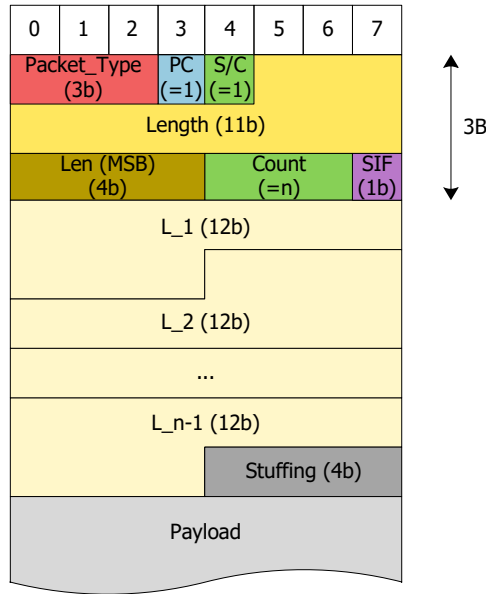 0 1 2 3 4 5 6 7
Packet_Type PC S/C
(3b) (=1) (=1)
Length (11b)
3B
Len (MSB) Count SIF
(4b) (=n) (1b)
L_1 (12b)
L_2 (12b)
...
L_n-1 (12b)
Stuffing (4b)
Payload